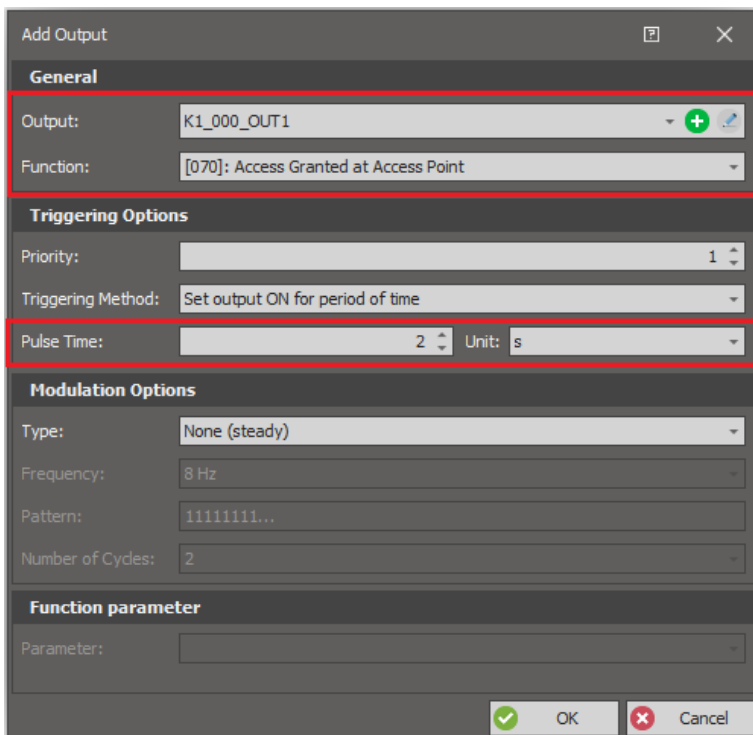 Add Output
General
Output: K1_000_OUT1
Function: [070]: Access Granted at Access Point
Triggering Options
Priority: 1
Triggering Method: Set output ON for period of time
Pulse Time: 2 Unit: s
Modulation Options
Type: None (steady)
Frequency: 8 Hz
Pattern: 11111111...
Number of Cycles: 2
Function parameter
Parameter:
OK Cancel